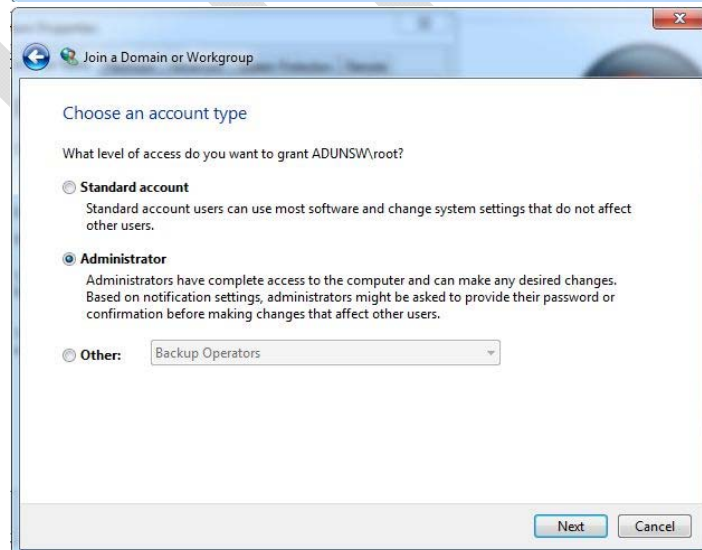 Join a Domain or Workgroup
Choose an account type
What level of access do you want to grant ADUNSW\root?
Standard account
Standard account users can use most software and change system settings that do not affect
other users.
Administrator
Administrators have complete access to the computer and can make any desired changes.
Based on notification settings, administrators might be asked to provide their password or
confirmation before making changes that affect other users.
Other: Backup Operators
Next Cancel